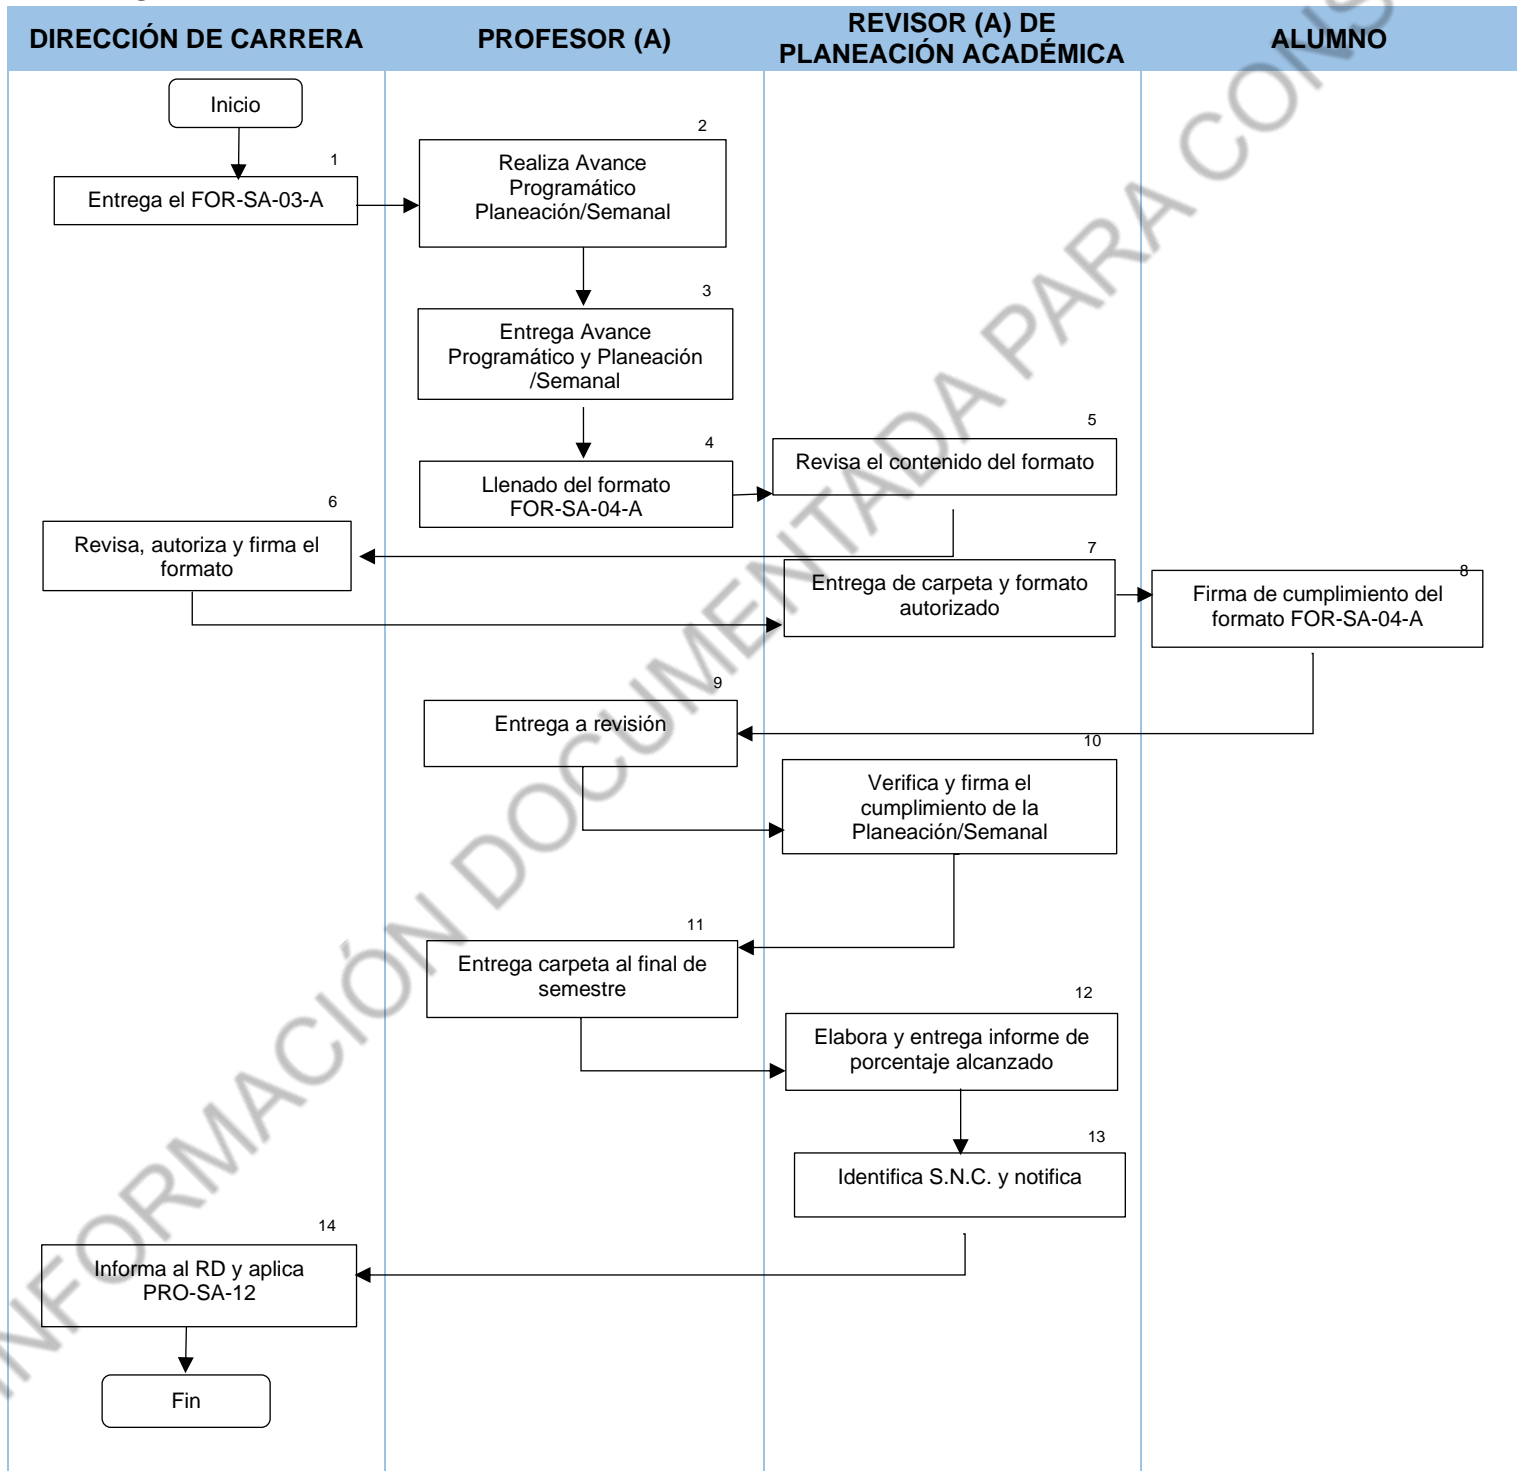 DIRECCIÓN DE CARRERA
PROFESOR (A)
REVISOR (A) DE
PLANEACIÓN ACADÉMICA
ALUMNO
Inicio
1
Entrega el FOR-SA-03-A
2
Realiza Avance
Programático
Planeación/Semanal
3
Entrega Avance
Programático y Planeación
/Semanal
4
Llenado del formato
FOR-SA-04-A
5
Revisa el contenido del formato
6
Revisa, autoriza y firma el
formato
7
Entrega de carpeta y formato
autorizado
8
Firma de cumplimiento del
formato FOR-SA-04-A
9
Entrega a revisión
10
Verifica y firma el
cumplimiento de la
Planeación/Semanal
11
Entrega carpeta al final de
semestre
12
Elabora y entrega informe de
porcentaje alcanzado
13
Identifica S.N.C. y notifica
14
Informa al RD y aplica
PRO-SA-12
Fin
INFORMACIÓN DOCUMENTADA PARA CONS